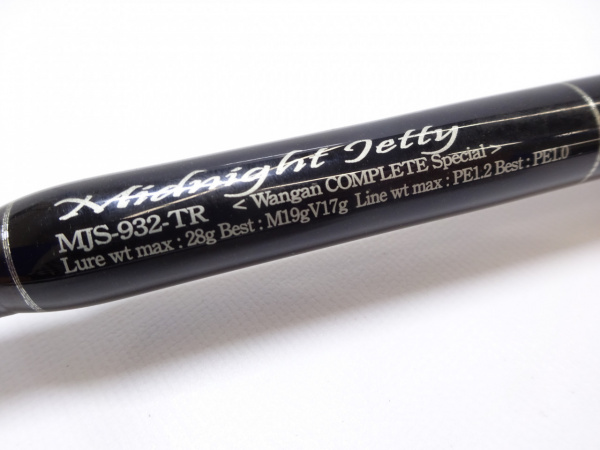 Midnight Jetty
MJS-932-TR < Wangan COMPLETE Special >
Lure wt max : 28g Best : M19gV17g Line wt max : PE1.2 Best : PE1.0